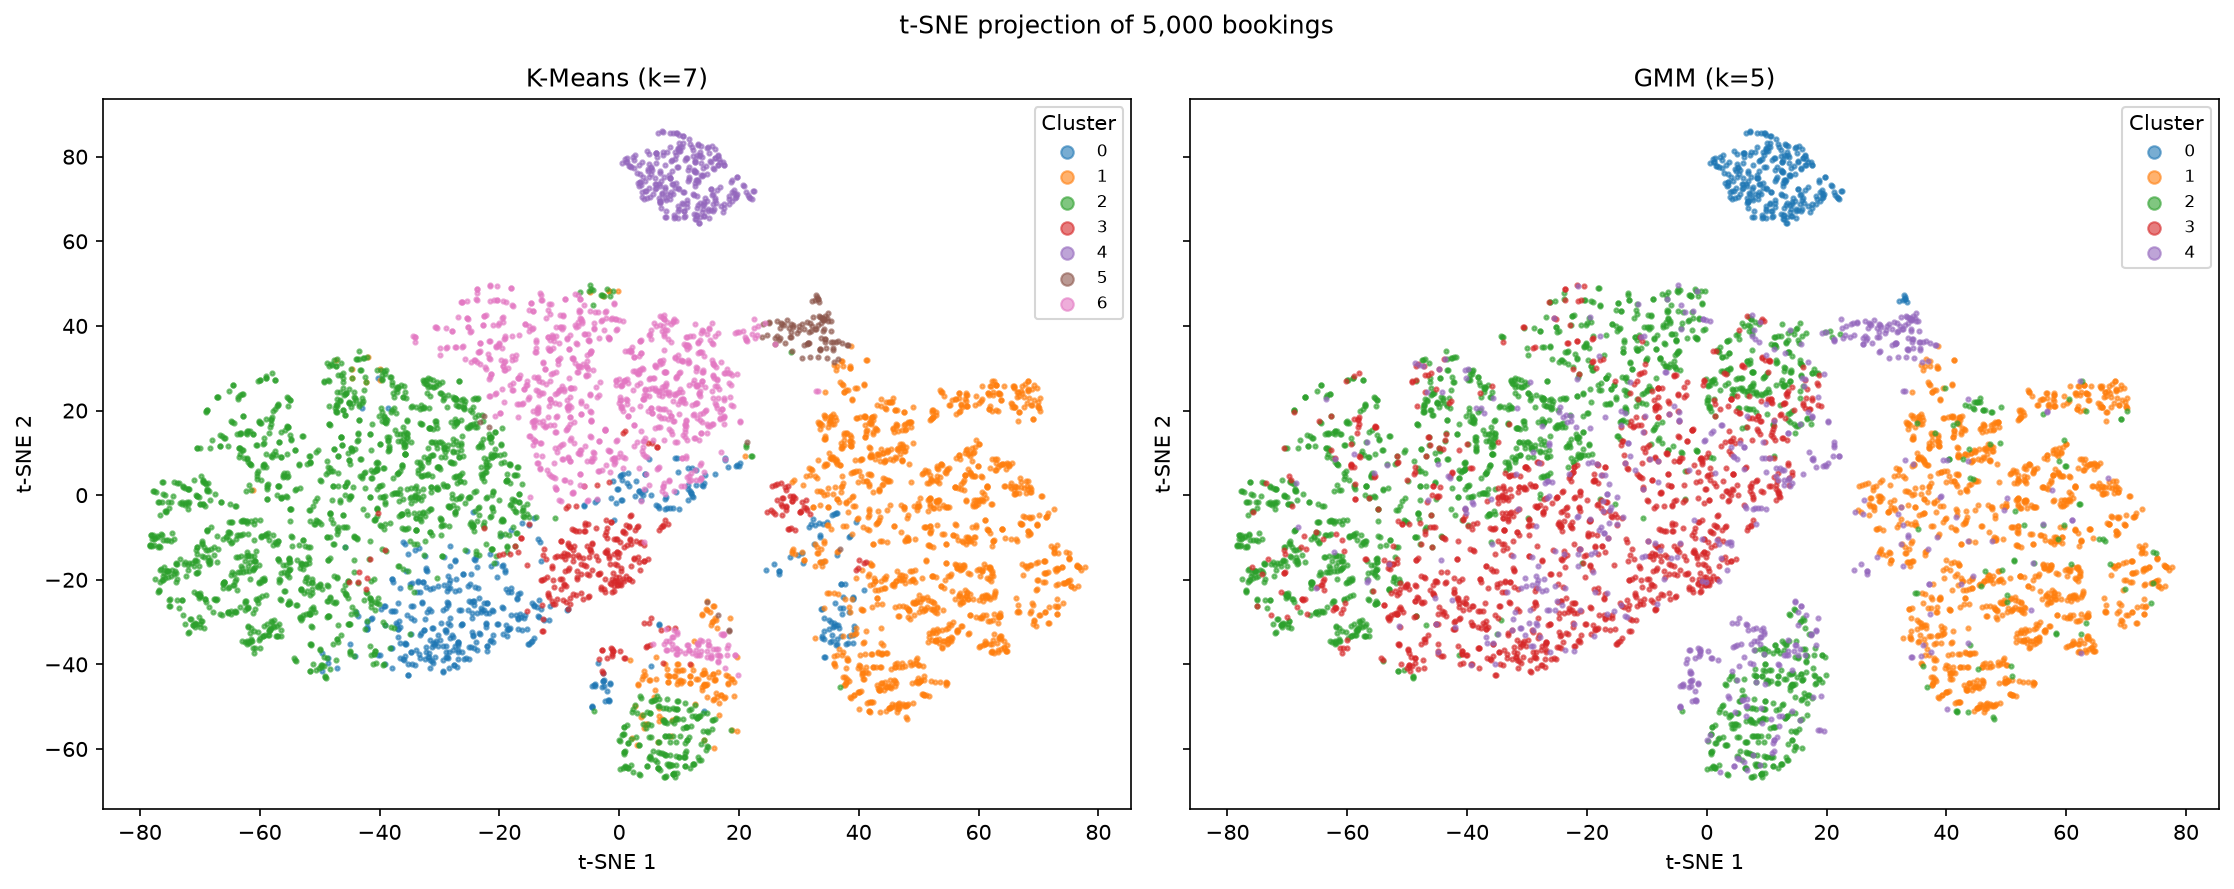 t-SNE projection of 5,000 bookings
K-Means (k=7)
Cluster
0
1
2
3
4
5
6
80
60
40
20
0
−20
−40
−60
t-SNE 2
−80 −60 −40 −20 0 20 40 60 80
t-SNE 1
GMM (k=5)
Cluster
0
1
2
3
4
t-SNE 2
−80 −60 −40 −20 0 20 40 60 80
t-SNE 1